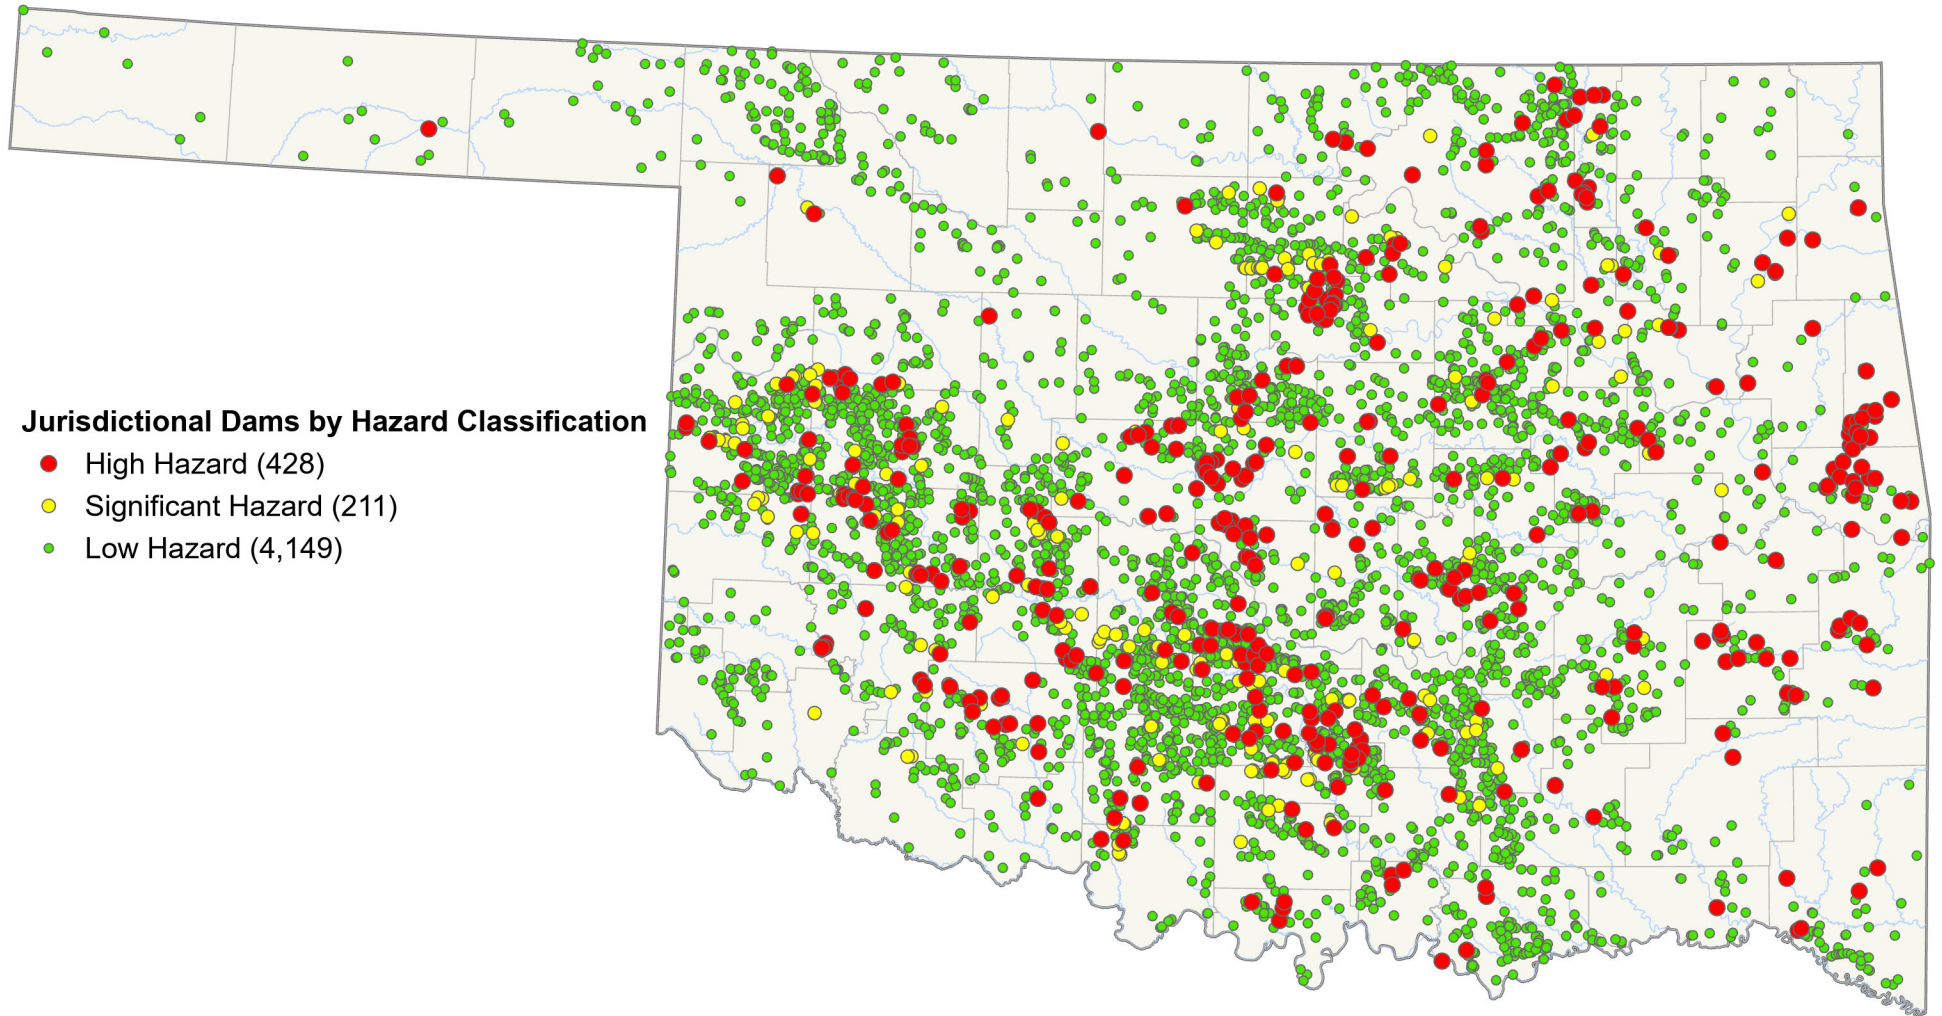 Jurisdictional Dams by Hazard Classification
High Hazard (428)
Significant Hazard (211)
Low Hazard (4,149)